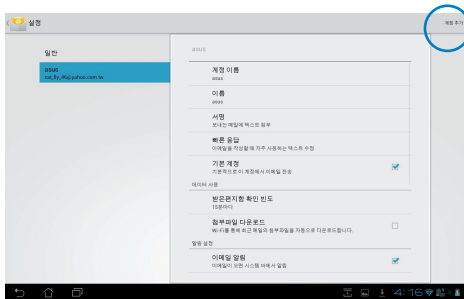 설정
계정 추가
일반
asus
asus
계정 이름
asus
이름
asus
서명
보내는 메일에 텍스트 첨부
빠른 응답
이메일을 작성할 때 자주 사용하는 텍스트 수정
기본 계정
기본적으로 이 계정에서 이메일 전송
데이터 사용
받은편지함 확인 빈도
15분마다
첨부파일 다운로드
Wi-Fi를 통해 최근 메일의 첨부파일을 자동으로 다운로드합니다.
알림 설정
이메일 알림
이메일이 오면 시스템 바에서 알림
4:16